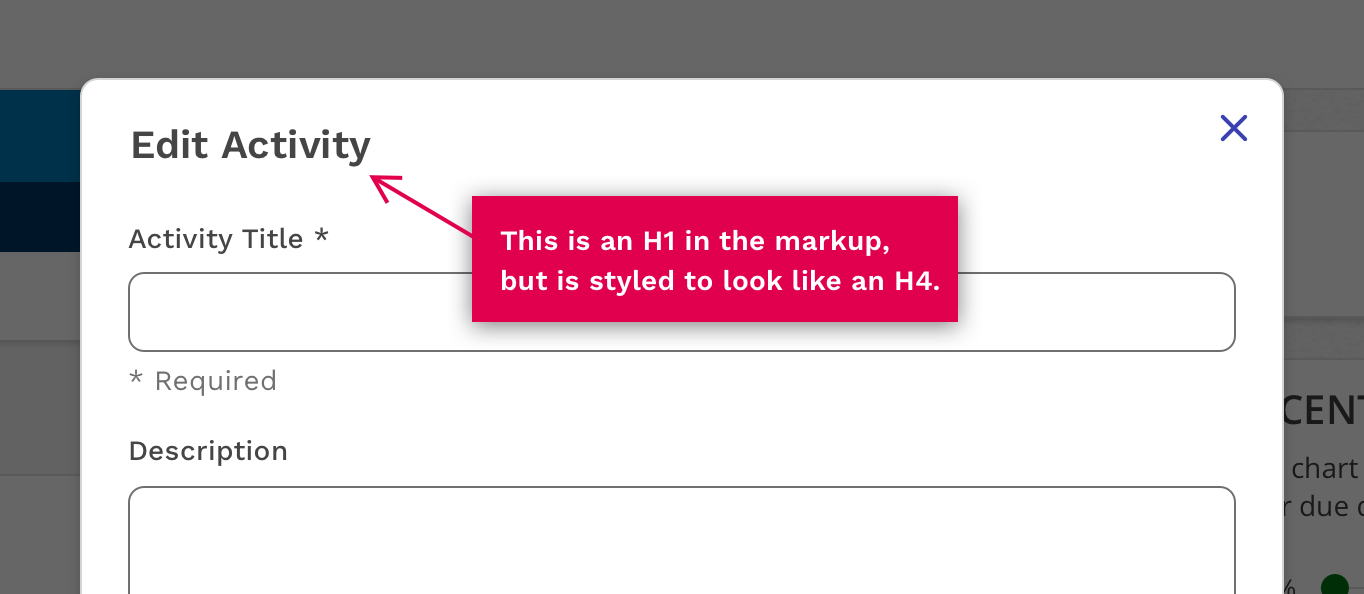 Edit Activity
Activity Title *
This is an H1 in the markup,
but is styled to look like an H4.
* Required
Description
chart
due
%